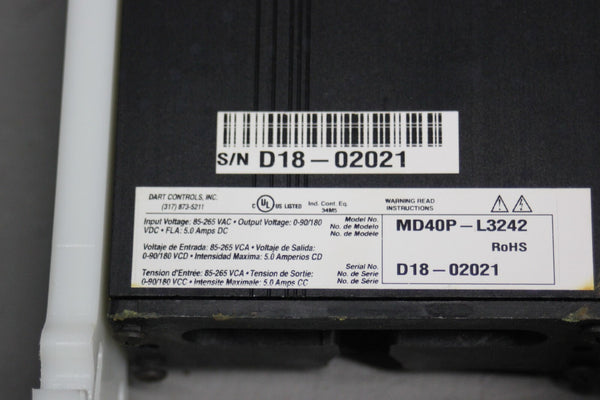 S/N D18-02021
DART CONTROLS, INC.
(317) 873-5211
C UL US LISTED
Ind. Cont. Eq.
34M5
WARNING READ
INSTRUCTIONS
Input Voltage: 85-265 VAC • Output Voltage: 0-90/180
VDC • FLA: 5.0 Amps DC
Voltaje de Entrada: 85-265 VCA • Voltaje de Salida:
0-90/180 VCD • Intensidad Maxima: 5.0 Amperios CD
Tension d'Entrée: 85-265 VCA • Tension de Sortie:
0-90/180 VCC • Intensite Maximale: 5.0 Amps CC
Model No.
No. de Modelo
No. de Modele
MD40P-L3242
RoHS
Serial No.
No. de Serie
No. de Série
D18-02021